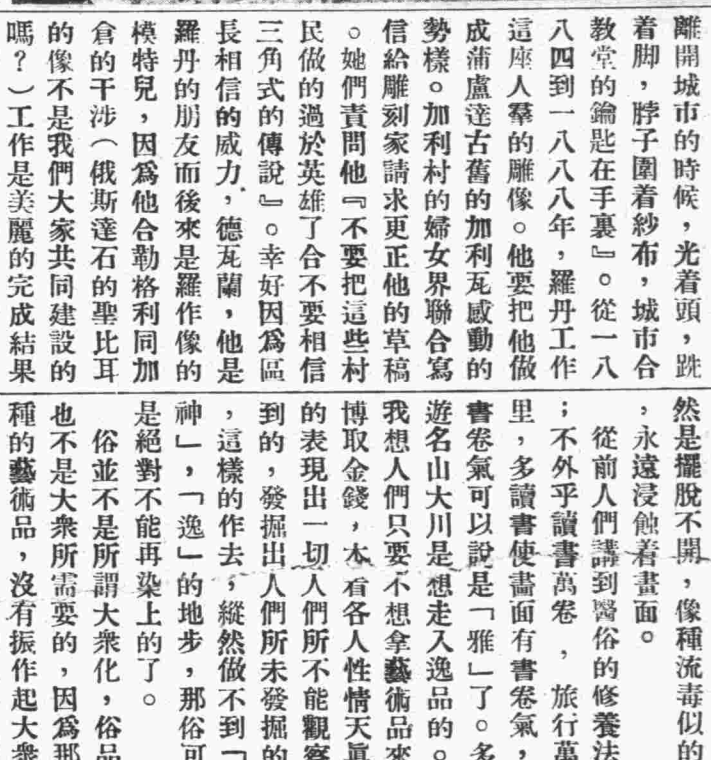 離開城市的時候，光着頭，跣
着脚，脖子圍着紗布，城市合
教堂的鑰匙在手裏』。從一八
八四到一八八八年，羅丹工作
這座人羣的雕像。他要把他做
成蒲盧達古舊的加利瓦感動的
勢樣。加利村的婦女界聯合寫
信給雕刻家請求更正他的草稿
。她們責問他『不要把這些村
民做的過於英雄了合不要相信
三角式的傳說』。幸好因爲區
長相信的威力，德瓦蘭，他是
羅丹的朋友而後來是羅作像的
模特兒，因爲他合勒格利同加
倉的干涉（俄斯達石的聖比耳
的像不是我們大家共同建設的
嗎？）工作是美麗的完成結果
然是擺脫不開，像種流毒似的
，永遠浸蝕着畫面。
從前人們講到醫俗的修養法
；不外乎讀書萬卷，旅行萬
里，多讀書使畫面有書卷氣，
書卷氣可以說是「雅」了。多
遊名山大川是想走入逸品的。
我想人們只要不想拿藝術品來
博取金錢，本着各人性情天眞
的表現出一切人們所不能觀察
到的，發掘出人們所未發掘的
，這樣的作去，縱然做不到「
神」，「逸」的地步，那俗可
是絕對不能再染上的了。
俗並不是所謂大衆化，俗品
也不是大衆所需要的，因爲那
種的藝術品，沒有振作起大衆